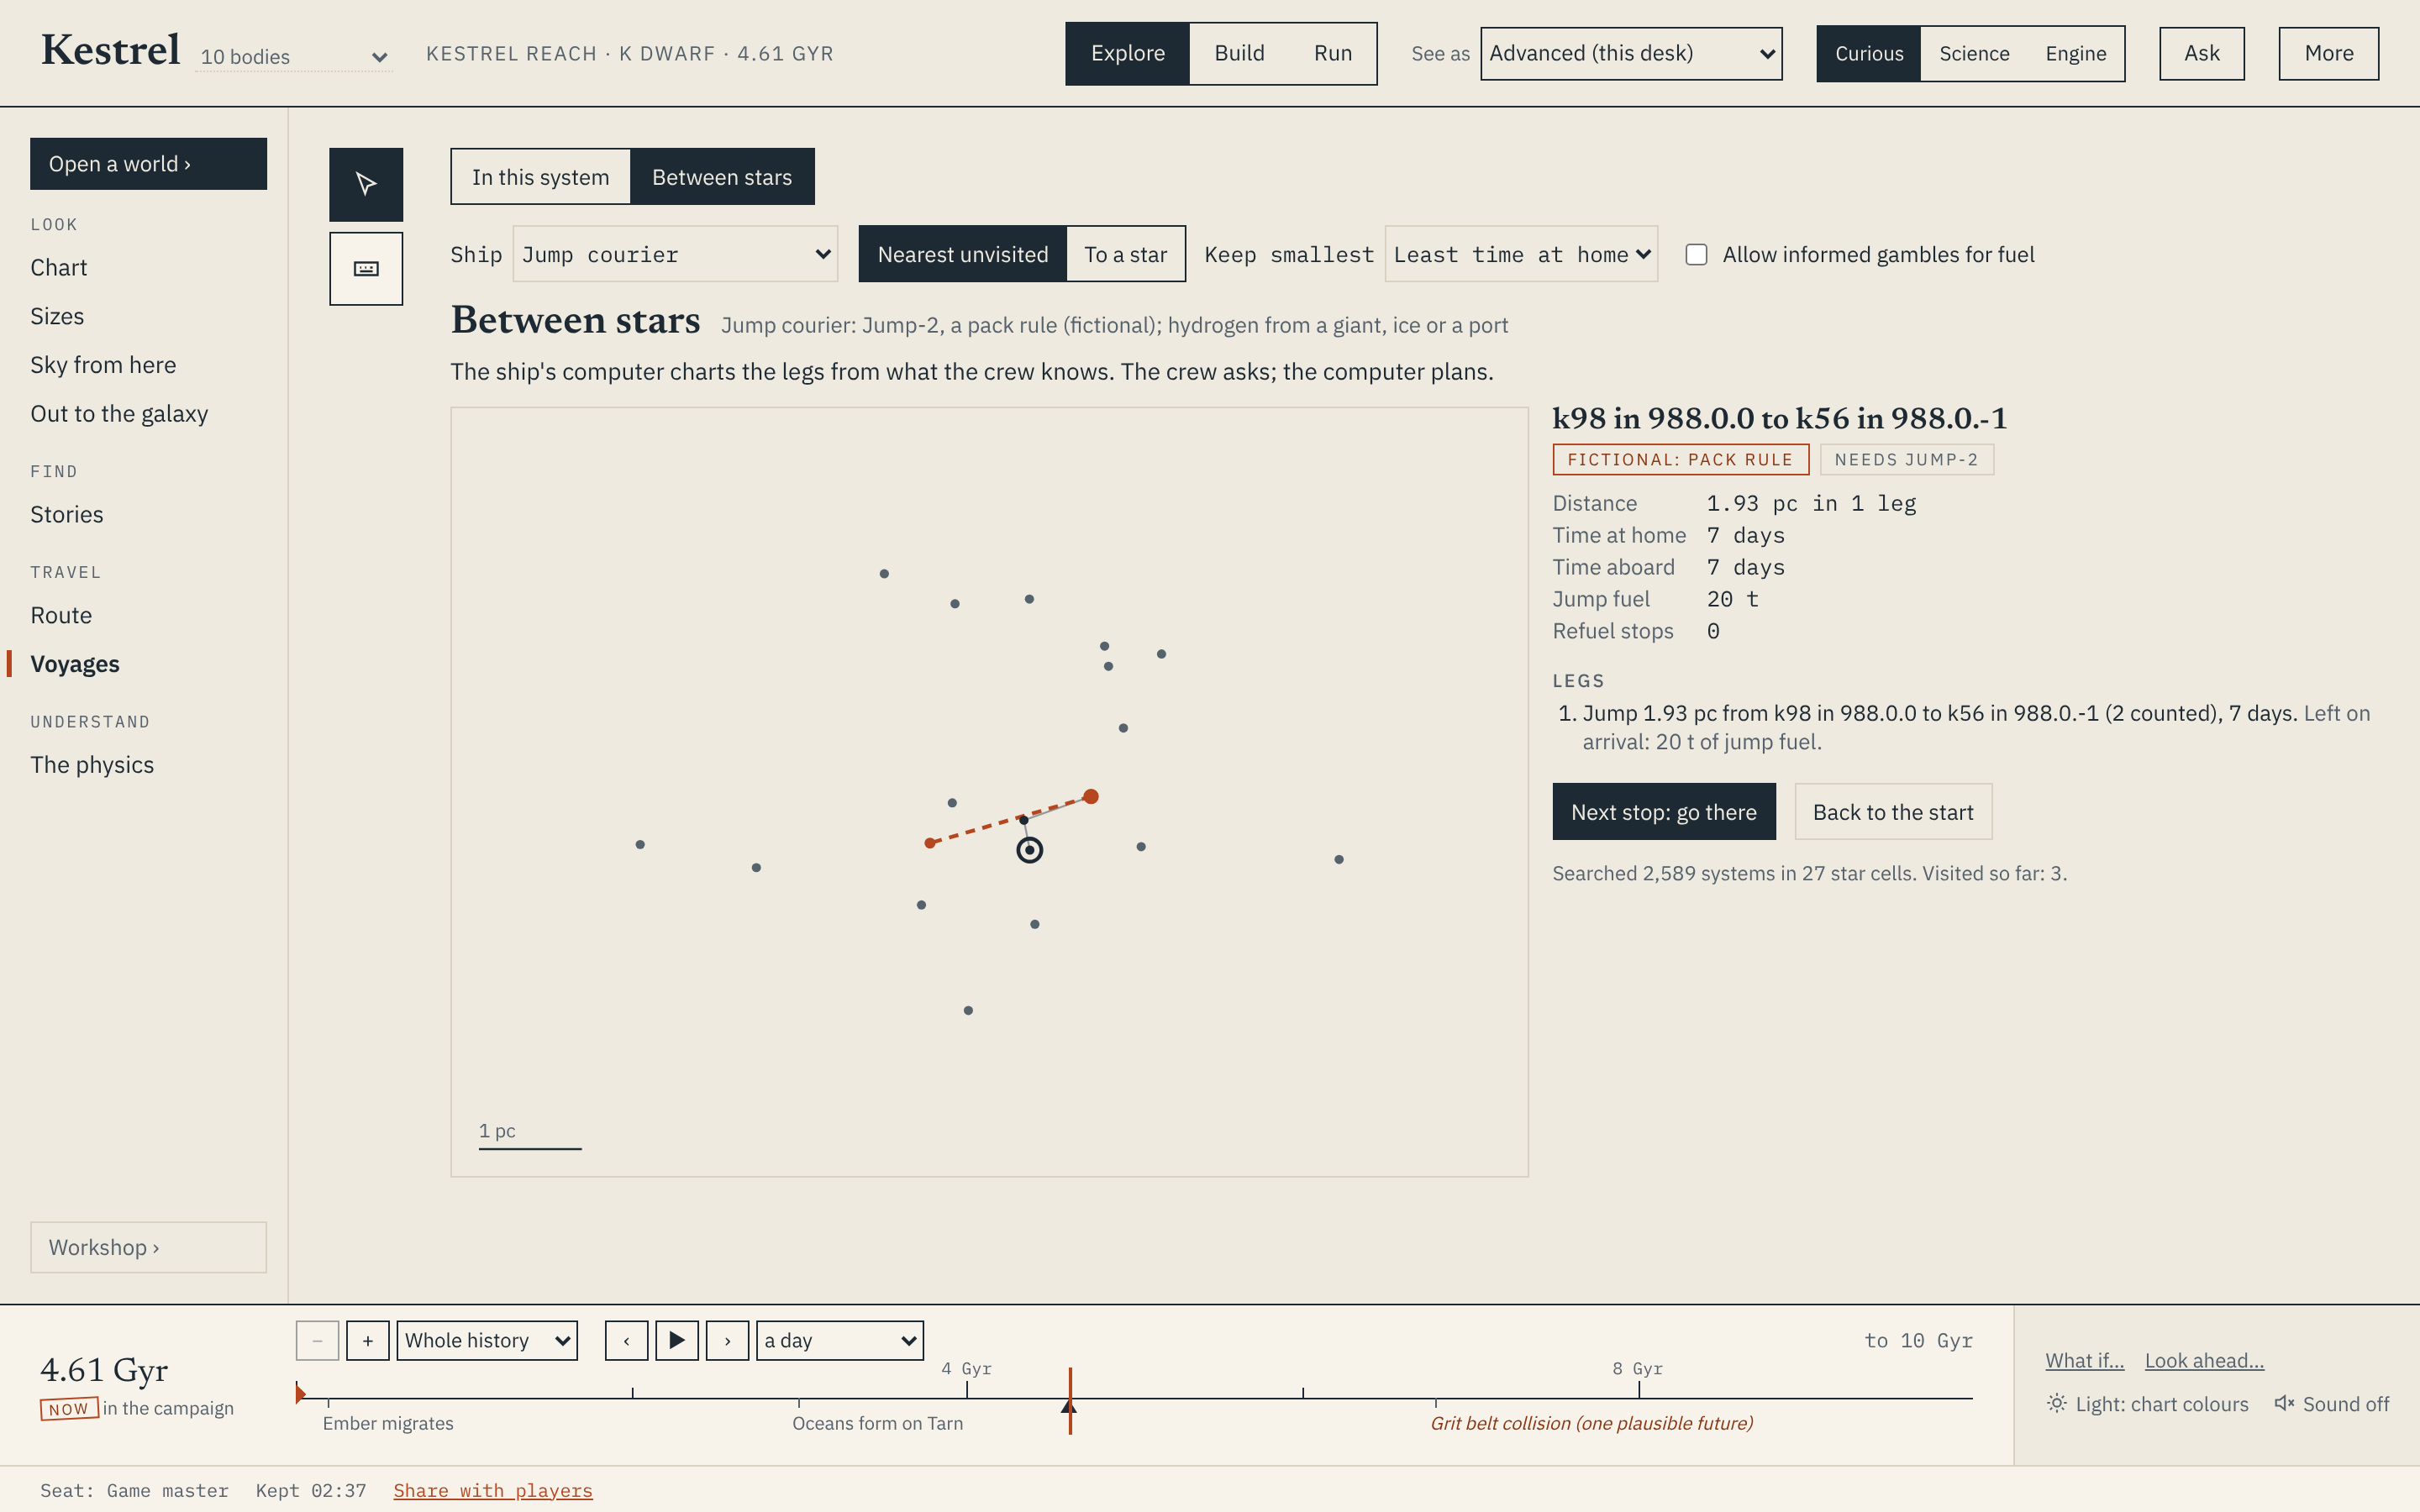 Kestrel 10 bodies KESTREL REACH · K DWARF · 4.61 GYR Explore Build Run See as Advanced (this desk) Curious Science Engine Ask More
Open a world ›
LOOK
Chart
Sizes
Sky from here
Out to the galaxy
FIND
Stories
TRAVEL
Route
Voyages
UNDERSTAND
The physics
Workshop ›
In this system Between stars
Ship Jump courier Nearest unvisited To a star Keep smallest Least time at home Allow informed gambles for fuel
Between stars Jump courier: Jump-2, a pack rule (fictional); hydrogen from a giant, ice or a port
The ship's computer charts the legs from what the crew knows. The crew asks; the computer plans.
1 pc
k98 in 988.0.0 to k56 in 988.0.-1
FICTIONAL: PACK RULE NEEDS JUMP-2
Distance 1.93 pc in 1 leg
Time at home 7 days
Time aboard 7 days
Jump fuel 20 t
Refuel stops 0
LEGS
1. Jump 1.93 pc from k98 in 988.0.0 to k56 in 988.0.-1 (2 counted), 7 days. Left on
arrival: 20 t of jump fuel.
Next stop: go there Back to the start
Searched 2,589 systems in 27 star cells. Visited so far: 3.
4.61 Gyr
NOW in the campaign
− + Whole history ‹ › a day to 10 Gyr
4 Gyr 8 Gyr
Ember migrates Oceans form on Tarn Grit belt collision (one plausible future)
What if... Look ahead...
Light: chart colours Sound off
Seat: Game master Kept 02:37 Share with players